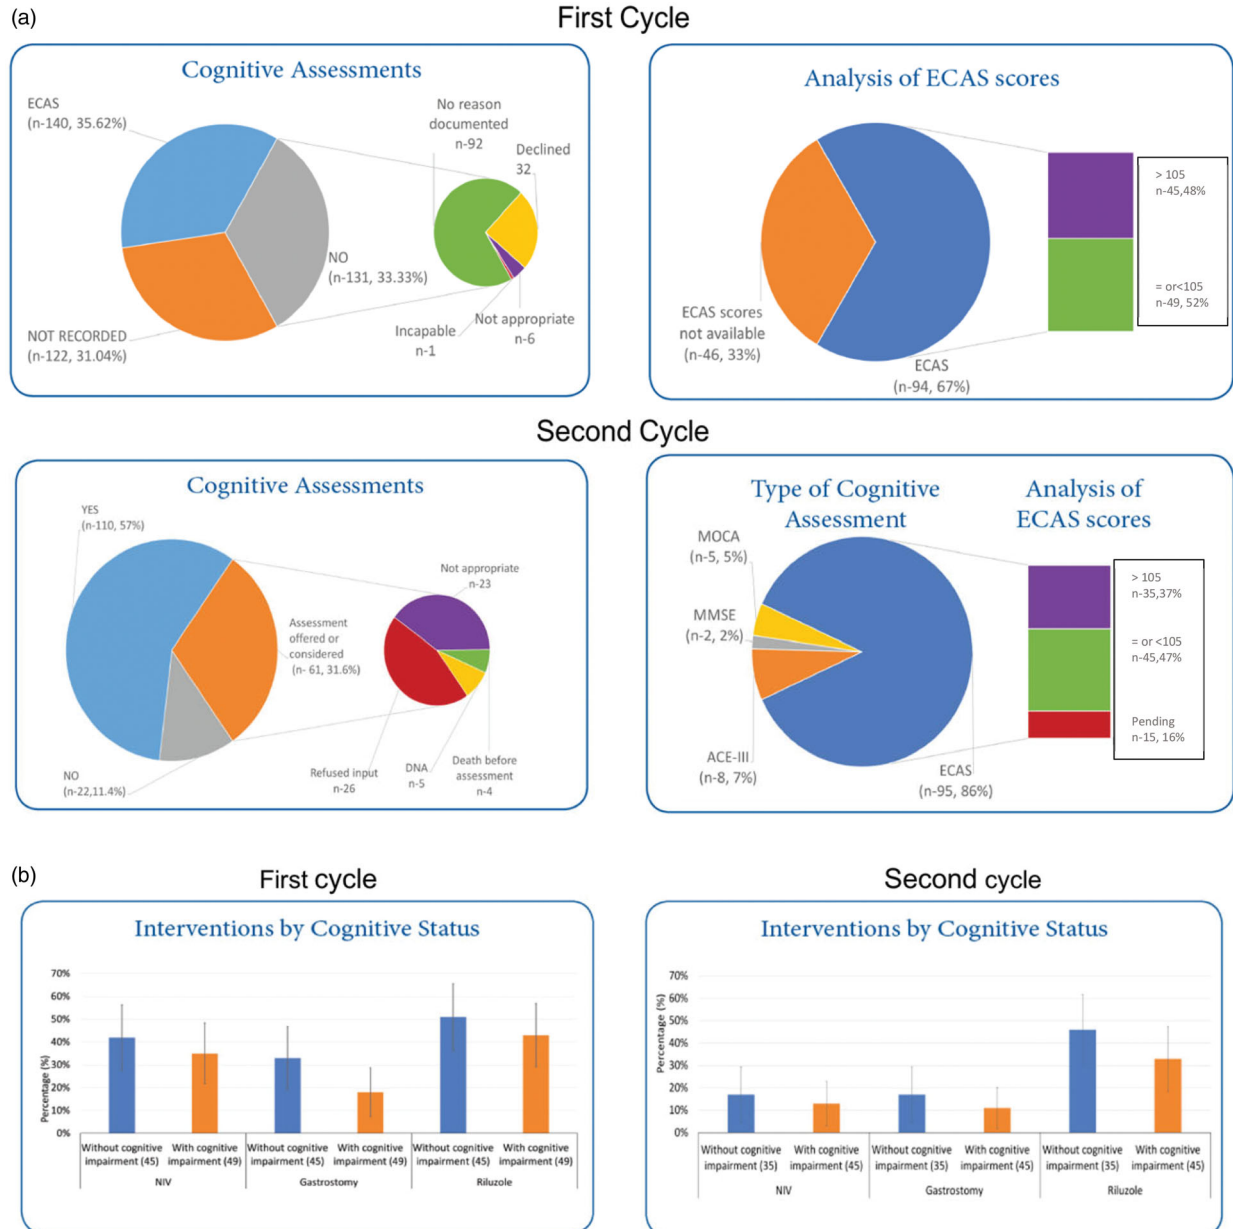 (a)
First Cycle
Cognitive Assessments
ECAS
(n-140, 35.62%)
No reason
documented
n-92
Declined
32
NO
(n-131, 33.33%)
NOT RECORDED
(n-122, 31.04%)
Incapable
n-1
Not appropriate
n-6
Analysis of ECAS scores
> 105
n-45,48%
= or<105
n-49, 52%
ECAS scores
not available
(n-46, 33%)
ECAS
(n-94, 67%)
Second Cycle
Cognitive Assessments
YES
(n-110, 57%)
Not appropriate
n-23
Assessment
offered or
considered
(n- 61, 31.6%)
NO
(n-22,11.4%)
Refused input
n-26
DNA
n-5
Death before
assessment
n-4
Type of Cognitive
Assessment
Analysis of
ECAS scores
MOCA
(n-5, 5%)
MMSE
(n-2, 2%)
ACE-III
(n-8, 7%)
ECAS
(n-95, 86%)
> 105
n-35,37%
= or <105
n-45,47%
Pending
n-15, 16%
(b)
First cycle
Interventions by Cognitive Status
Percentage (%)
70%
60%
50%
40%
30%
20%
10%
0%
Without cognitive
impairment (45)
With cognitive
impairment (49)
Without cognitive
impairment (45)
With cognitive
impairment (49)
Without cognitive
impairment (45)
With cognitive
impairment (49)
NIV
Gastrostomy
Riluzole
Second cycle
Interventions by Cognitive Status
Percentage (%)
70%
60%
50%
40%
30%
20%
10%
0%
Without cognitive
impairment (35)
With cognitive
impairment (45)
Without cognitive
impairment (35)
With cognitive
impairment (45)
Without cognitive
impairment (35)
With cognitive
impairment (45)
NIV
Gastrostomy
Riluzole